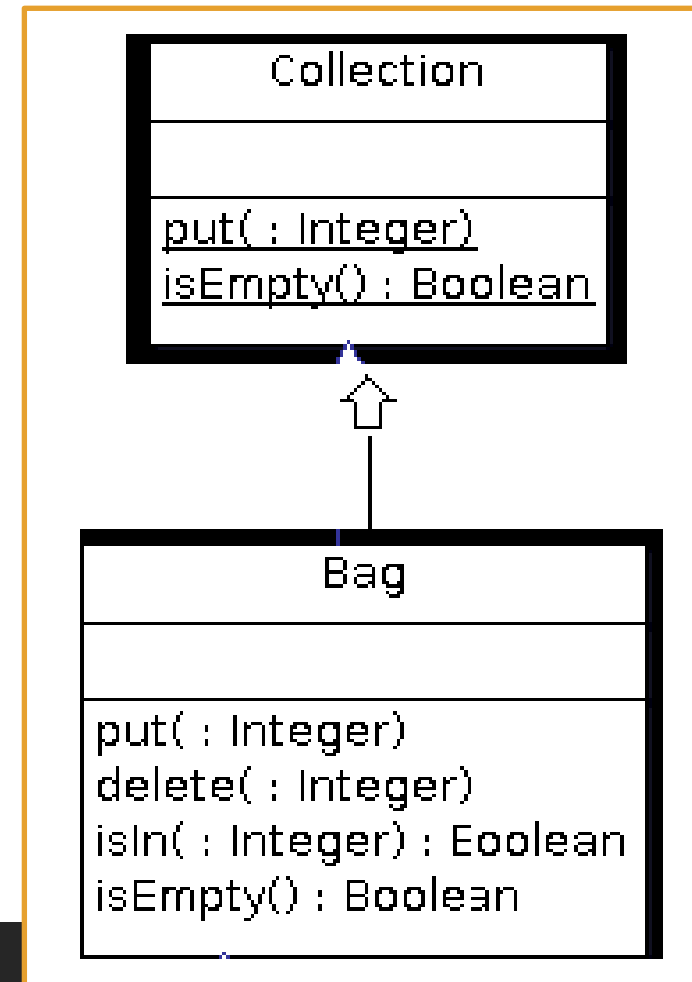 Collection
put( : Integer)
isEmpty() : Boolean
Bag
put( : Integer)
delete( : Integer)
isIn( : Integer) : Eoolean
isEmpty() : Boolean